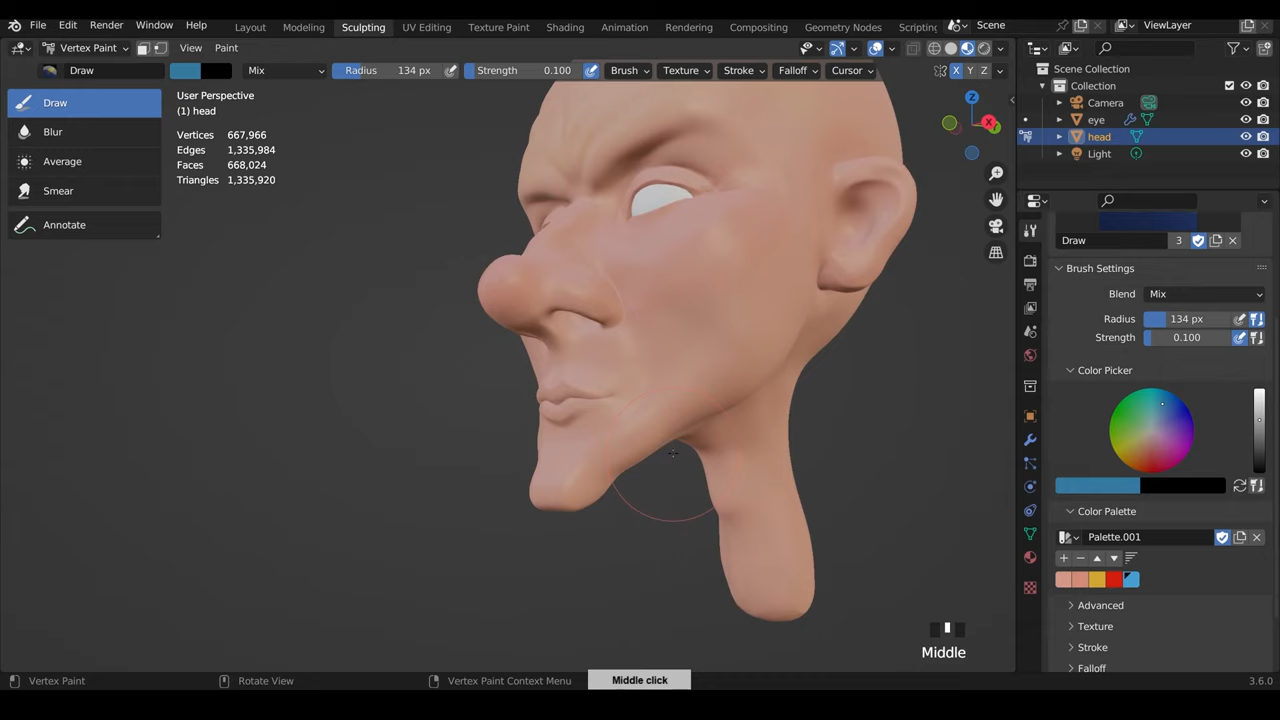 File Edit Render Window Help Layout Modeling Sculpting UV Editing Texture Paint Shading Animation Rendering Compositing Geometry Nodes Scripting Scene ViewLayer
Vertex Paint View Paint
Draw Mix Radius 134 px Strength 0.100 Brush Texture Stroke Falloff Cursor X Y Z
Draw
Blur
Average
Smear
Annotate
User Perspective
(1) head
Vertices 667,966
Edges 1,335,984
Faces 668,024
Triangles 1,335,920
Z
X
Y
Scene Collection
Collection
Camera
eye
head
Light
Draw 3
Brush Settings
Blend Mix
Radius 134 px
Strength 0.100
Color Picker
Color Palette
Palette.001
Advanced
Texture
Stroke
Falloff
Middle
Middle click
Vertex Paint Rotate View Vertex Paint Context Menu 3.6.0